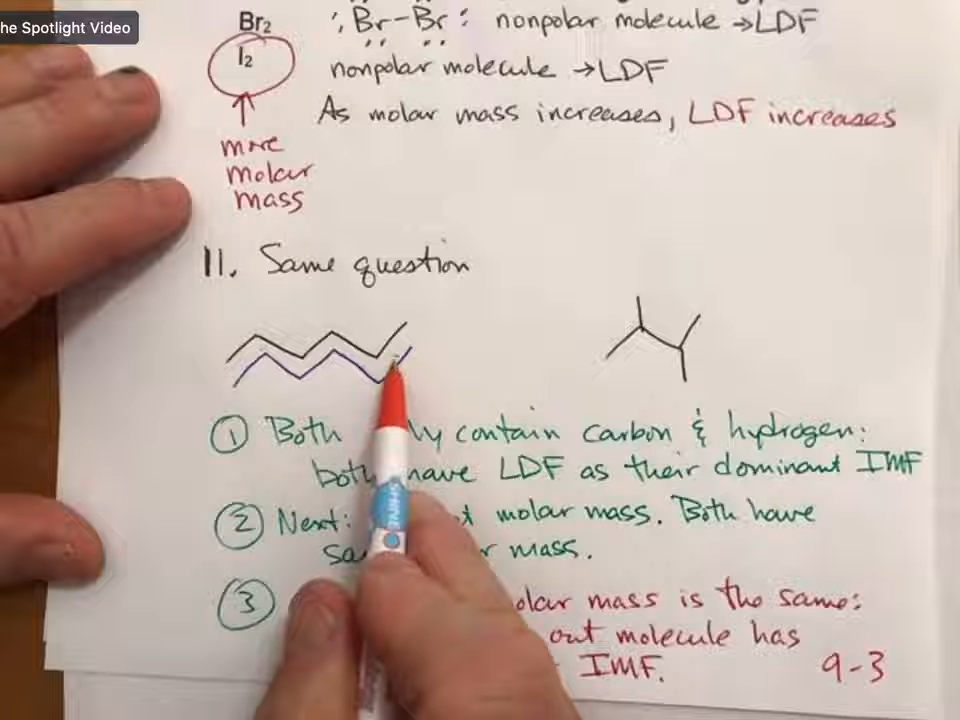 he Spotlight Video
Br2
:Br-Br: nonpolar molecule →LDF
I2
nonpolar molecule →LDF
As molar mass increases, LDF increases
more
molar
mass
11. Same question
① Both contain carbon & hydrogen:
both have LDF as their dominant IMF
② Next: molar mass. Both have
mass.
③ molar mass is the same:
out molecule has
IMF.
9-3